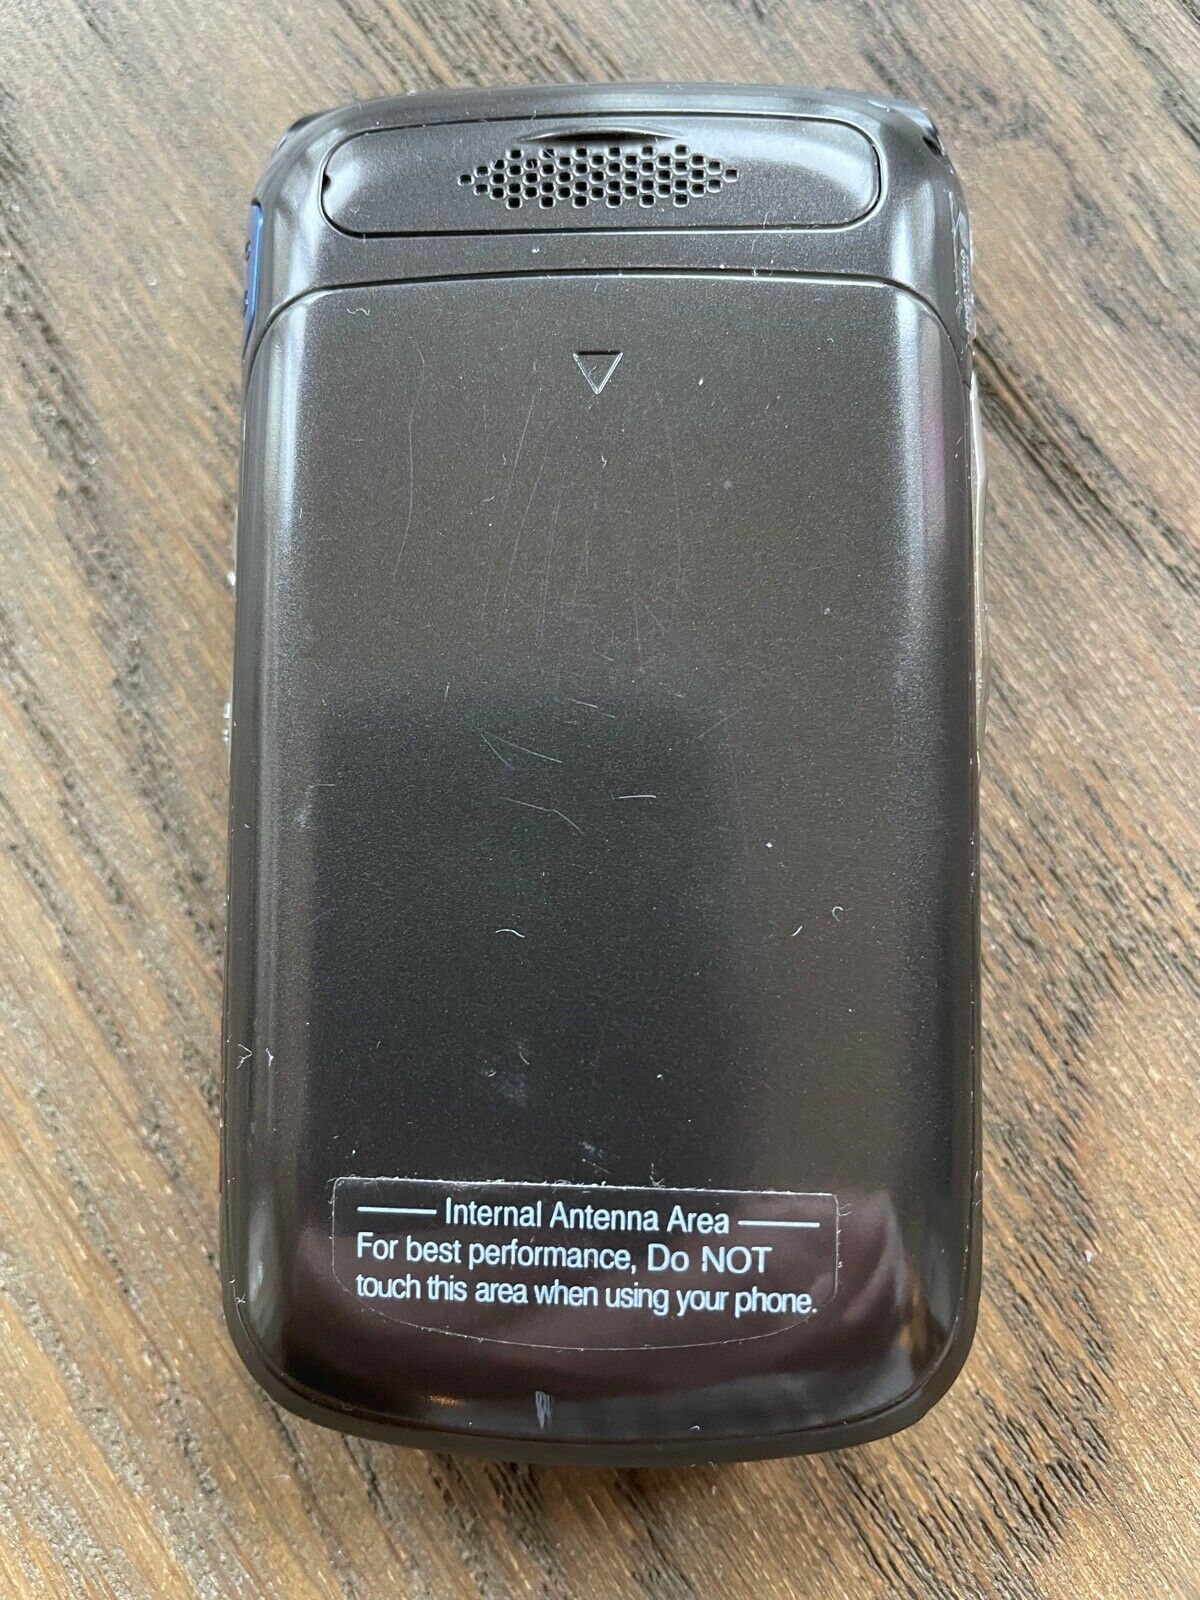 Internal Antenna Area
For best performance, Do NOT
touch this area when using your phone.